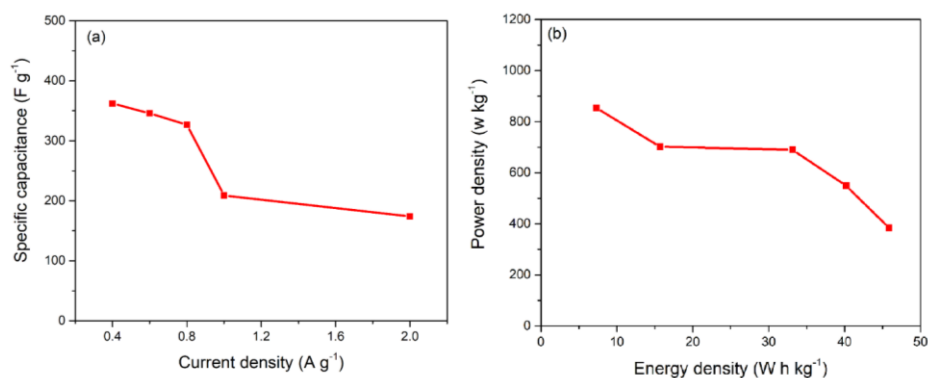 (a)
500
400
300
200
100
0
Specific capacitance (F g⁻¹)
0.4 0.8 1.2 1.6 2.0
Current density (A g⁻¹)
(b)
1200
1000
800
600
400
200
0
Power density (w kg⁻¹)
0 10 20 30 40 50
Energy density (W h kg⁻¹)